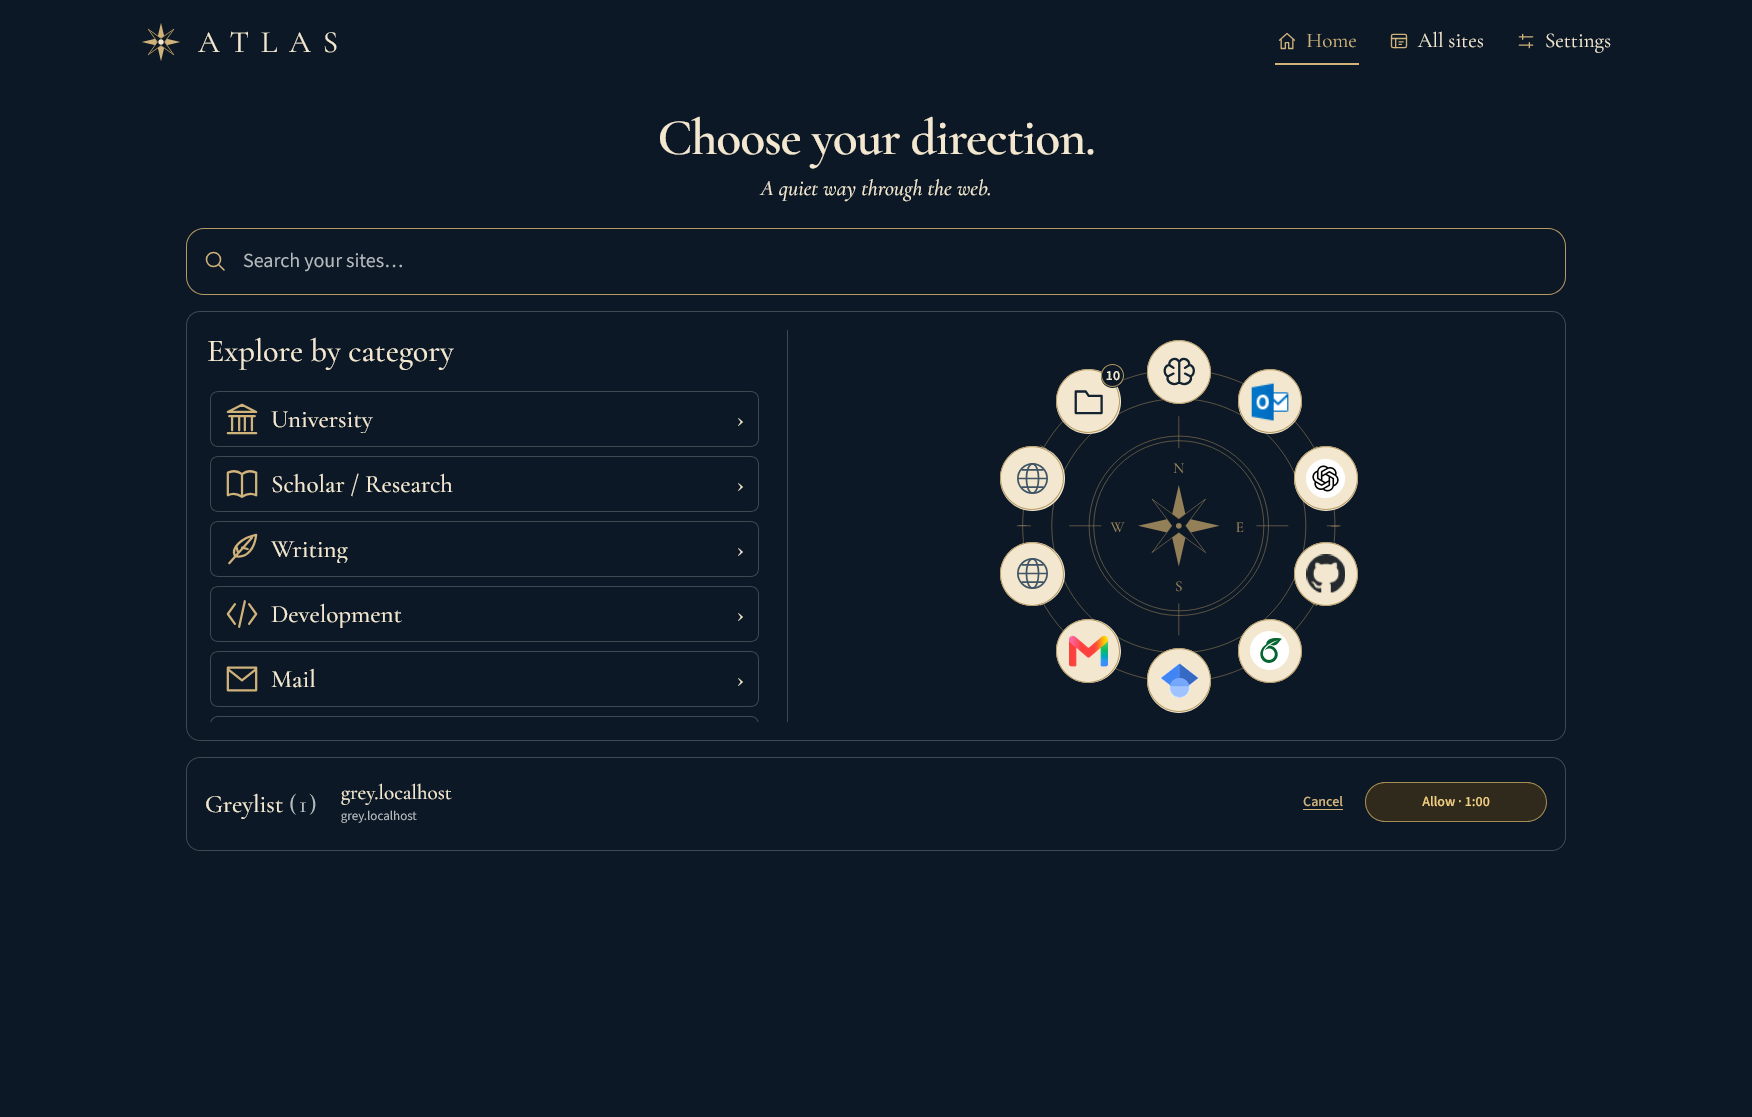 ATLAS
Home
All sites
Settings
Choose your direction.
A quiet way through the web.
Search your sites…
Explore by category
University ›
Scholar / Research ›
Writing ›
Development ›
Mail ›
10
N
W
E
S
Greylist (1)
grey.localhost
grey.localhost
Cancel
Allow · 1:00